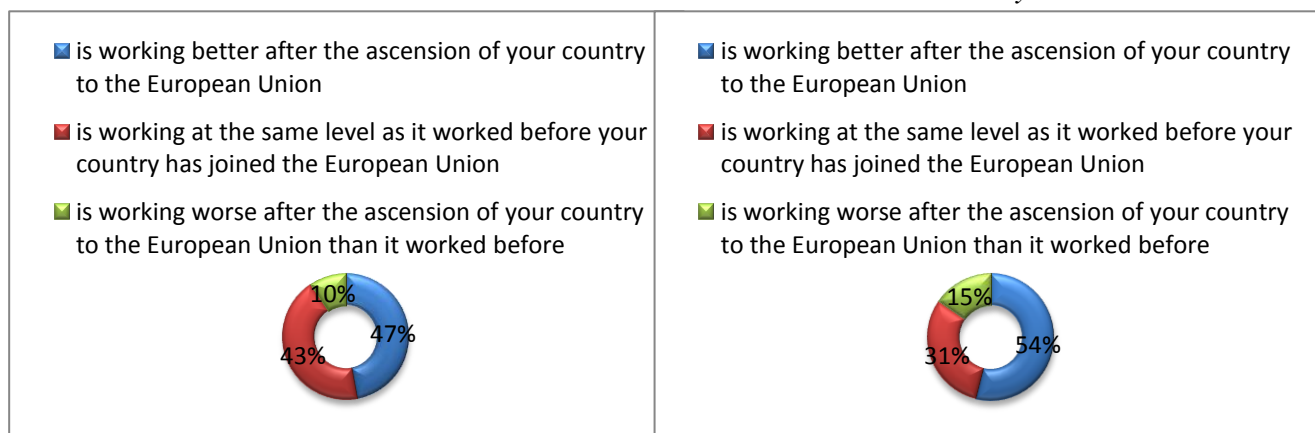 is working better after the ascension of your country
to the European Union
is working at the same level as it worked before your
country has joined the European Union
is working worse after the ascension of your country
to the European Union than it worked before
10%
47%
43%
is working better after the ascension of your country
to the European Union
is working at the same level as it worked before your
country has joined the European Union
is working worse after the ascension of your country
to the European Union than it worked before
15%
54%
31%